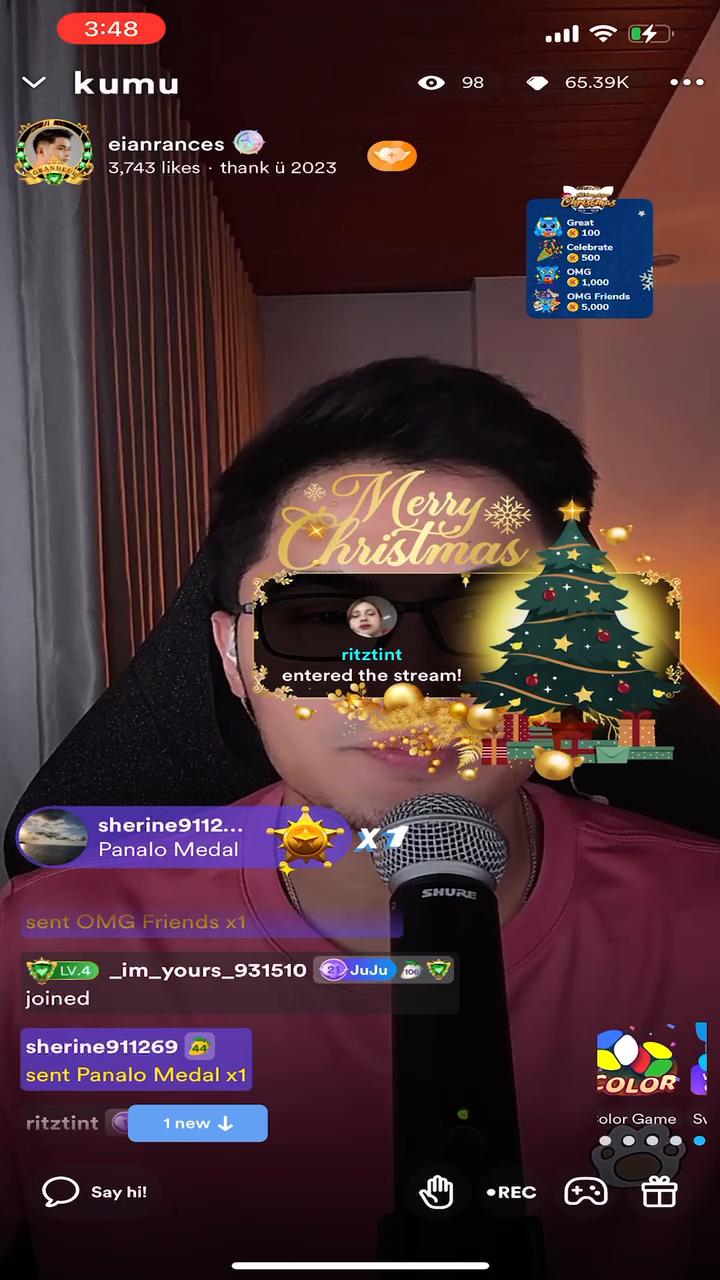 3:48
kumu
98
65.39K
eianrances
3,743 likes · thank ü 2023
GRANDEUR
Christmas
Great
100
Celebrate
500
OMG
1,000
OMG Friends
5,000
Merry
Christmas
ritztint
entered the stream!
sherine9112...
Panalo Medal
X1
SHURE
sent OMG Friends x1
LV.4 _im_yours_931510 21 JuJu 106
joined
sherine911269 44
sent Panalo Medal x1
ritztint
1 new ↓
COLOR
olor Game
Say hi!
•REC